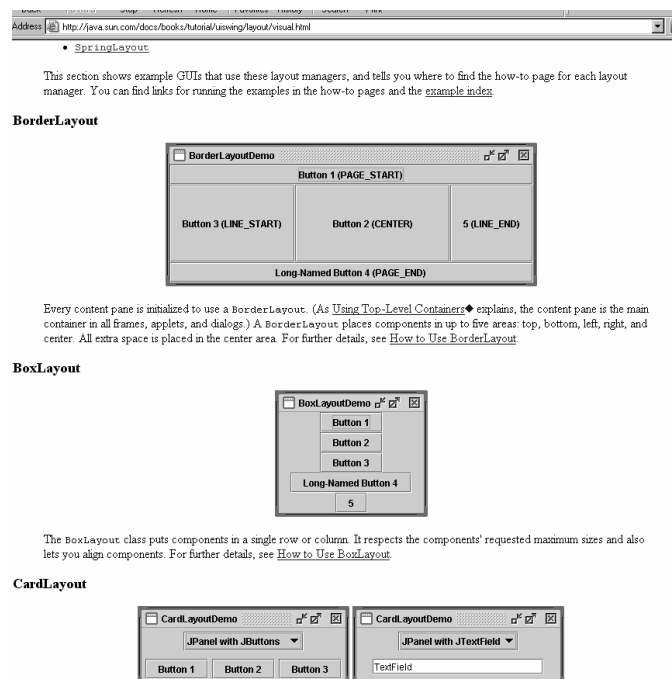 Address http://java.sun.com/docs/books/tutorial/uiswing/layout/visual.html
• SpringLayout
This section shows example GUIs that use these layout managers, and tells you where to find the how-to page for each layout
manager. You can find links for running the examples in the how-to pages and the example index.
BorderLayout
BorderLayoutDemo
Button 1 (PAGE_START)
Button 3 (LINE_START) Button 2 (CENTER) 5 (LINE_END)
Long-Named Button 4 (PAGE_END)
Every content pane is initialized to use a BorderLayout. (As Using Top-Level Containers◆ explains, the content pane is the main
container in all frames, applets, and dialogs.) A BorderLayout places components in up to five areas: top, bottom, left, right, and
center. All extra space is placed in the center area. For further details, see How to Use BorderLayout.
BoxLayout
BoxLayoutDemo
Button 1
Button 2
Button 3
Long-Named Button 4
5
The BoxLayout class puts components in a single row or column. It respects the components' requested maximum sizes and also
lets you align components. For further details, see How to Use BoxLayout.
CardLayout
CardLayoutDemo CardLayoutDemo
JPanel with JButtons JPanel with JTextField
Button 1 Button 2 Button 3 TextField